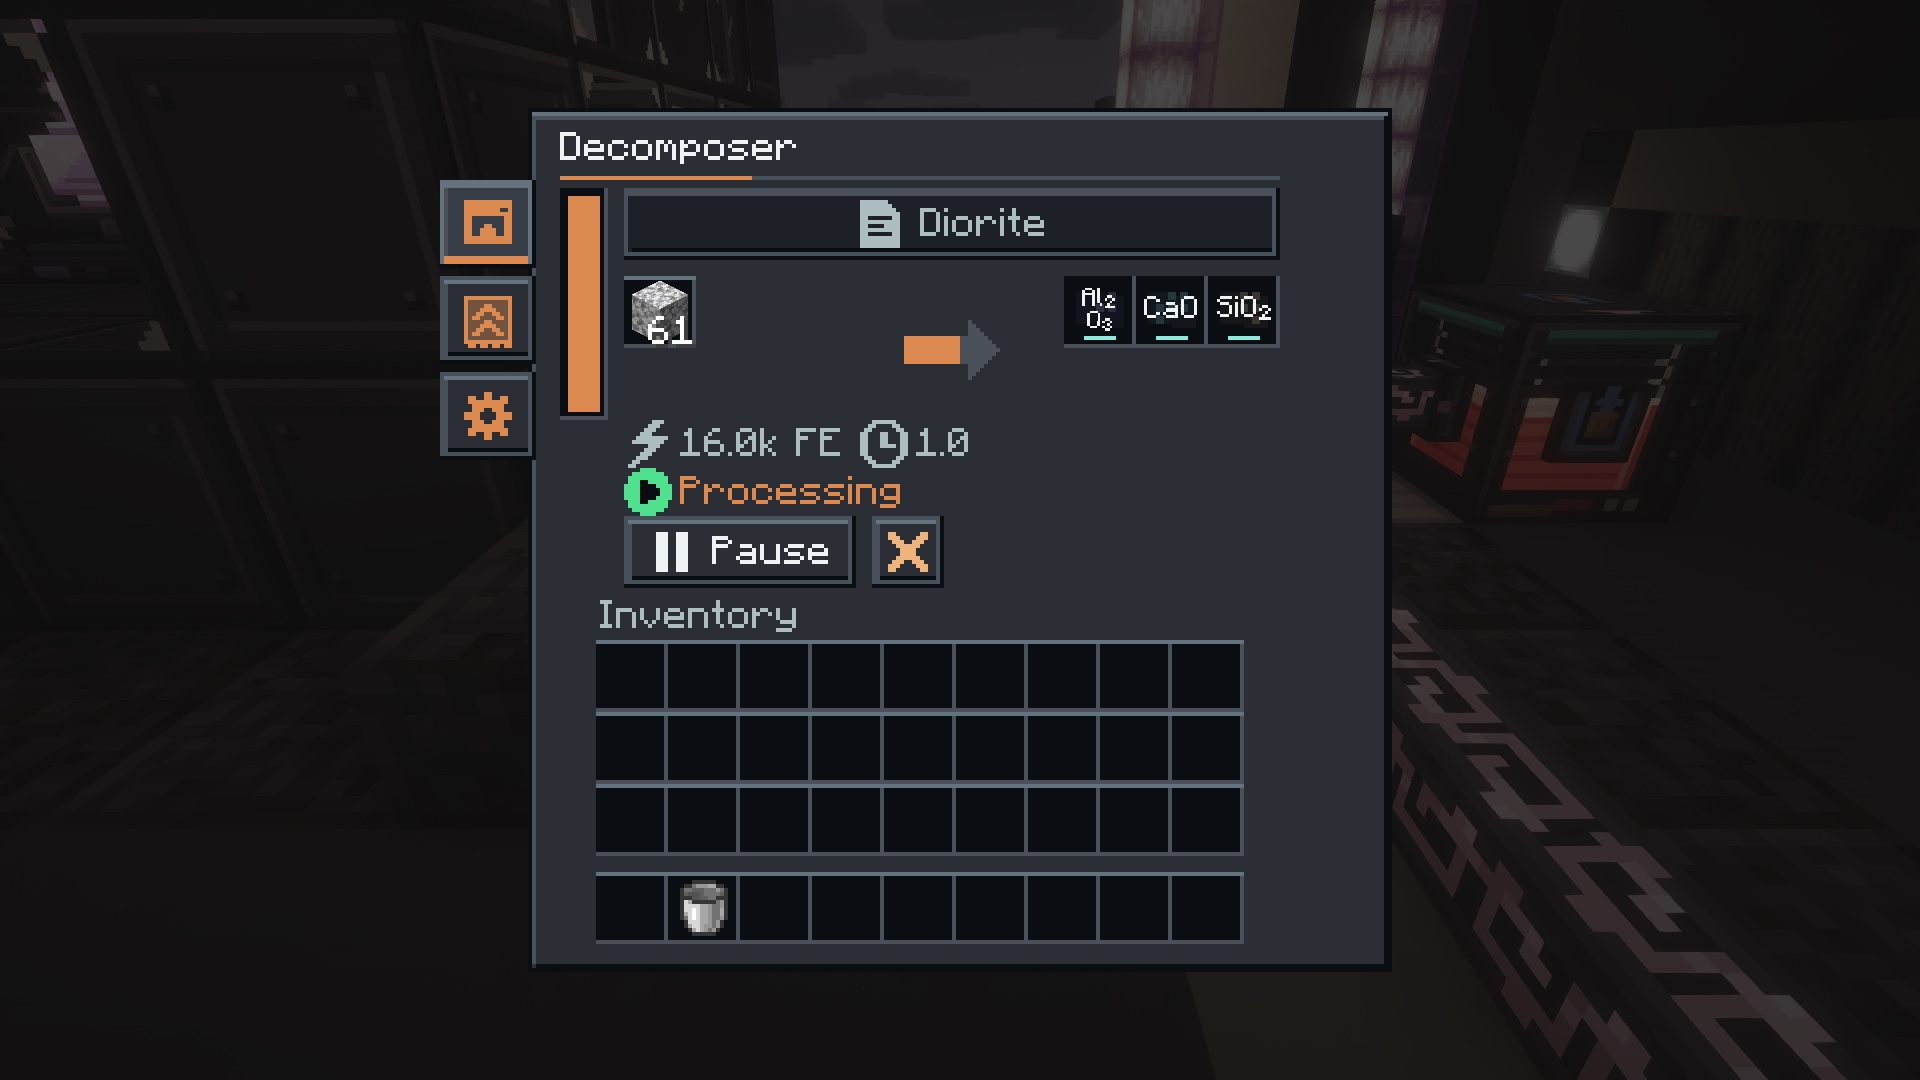 Decomposer
Diorite
61
Al₂
O₃
CaO
SiO₂
16.0k FE 1.0
Processing
Pause
Inventory